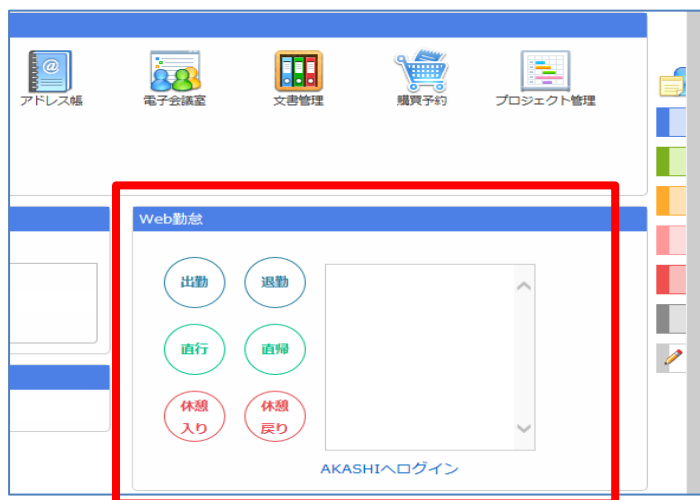 アドレス帳
電子会議室
文書管理
購買予約
プロジェクト管理
Web勤怠
出勤
退勤
直行
直帰
休憩
入り
休憩
戻り
AKASHIへログイン